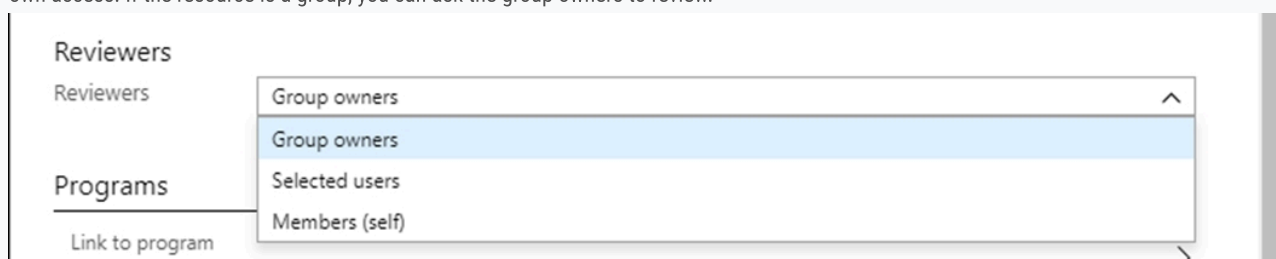 own access. If the resource is a group, you can ask the group owners to review.
Reviewers
Reviewers
Group owners
Group owners
Selected users
Members (self)
Programs
Link to program